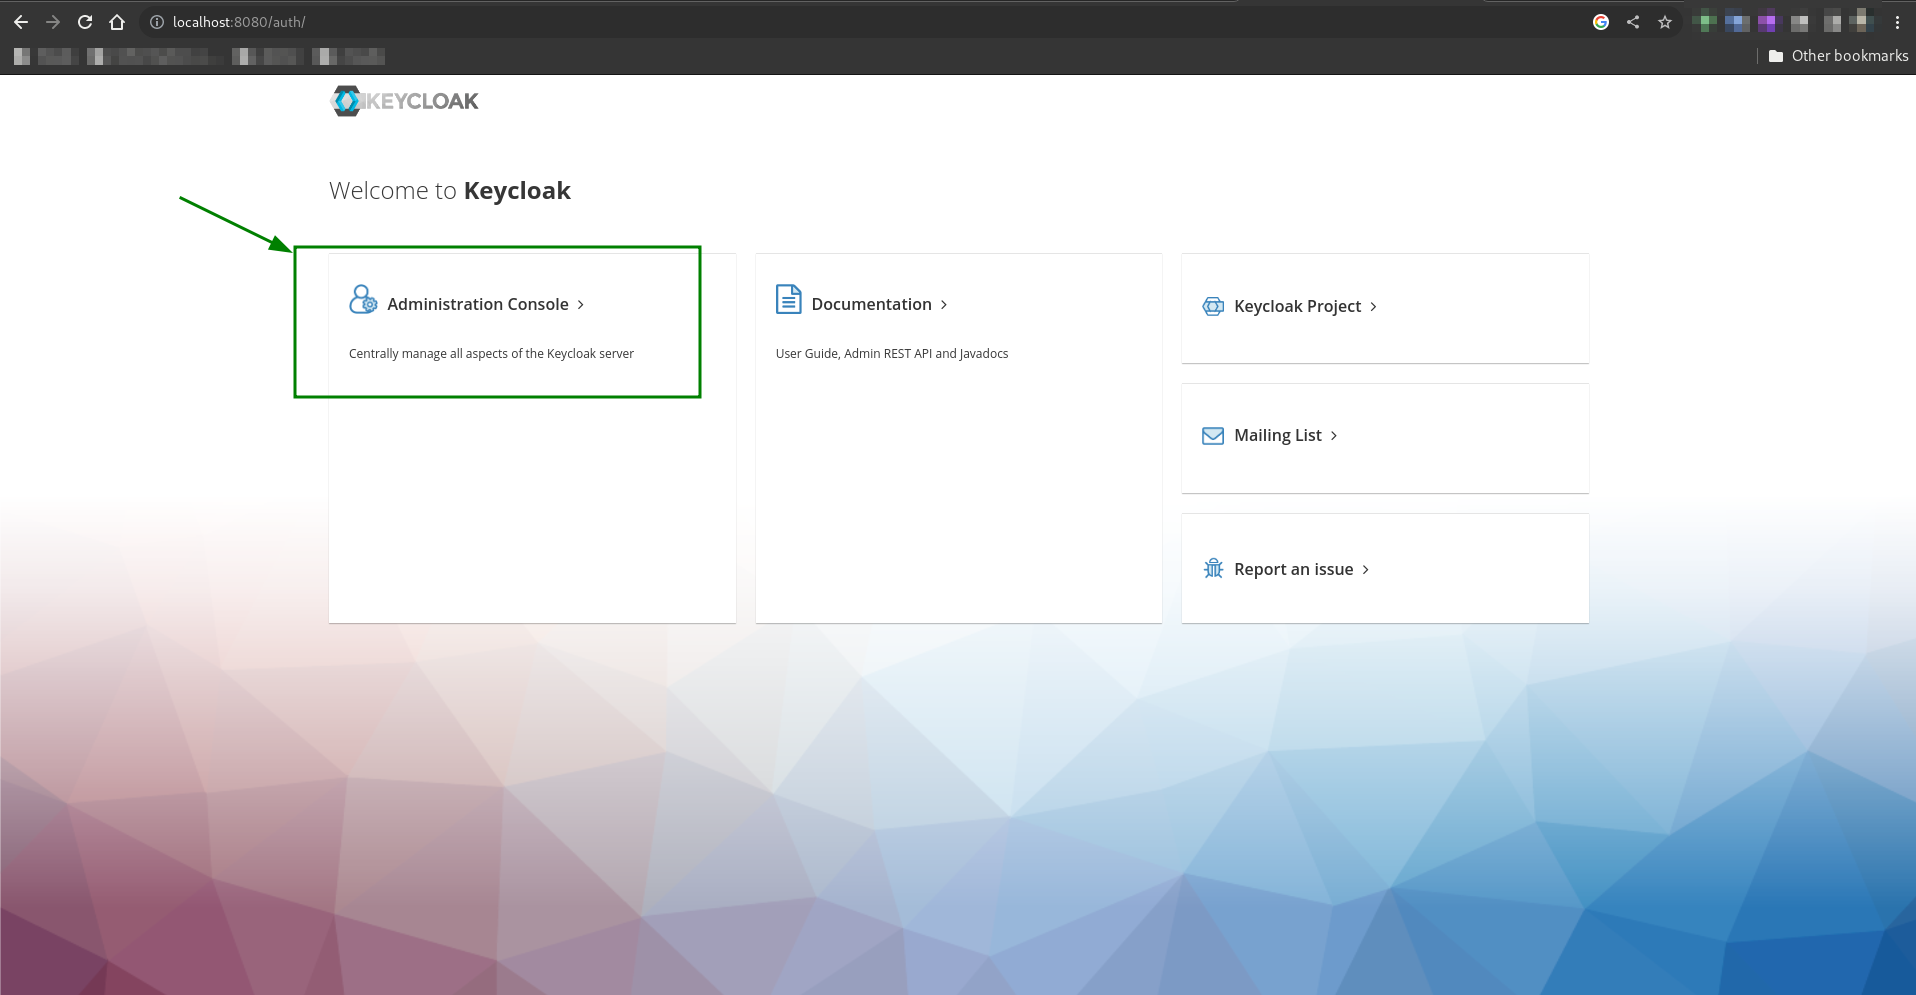 localhost:8080/auth/
Other bookmarks
KEYCLOAK
Welcome to Keycloak
Administration Console
Centrally manage all aspects of the Keycloak server
Documentation
User Guide, Admin REST API and Javadocs
Keycloak Project
Mailing List
Report an issue